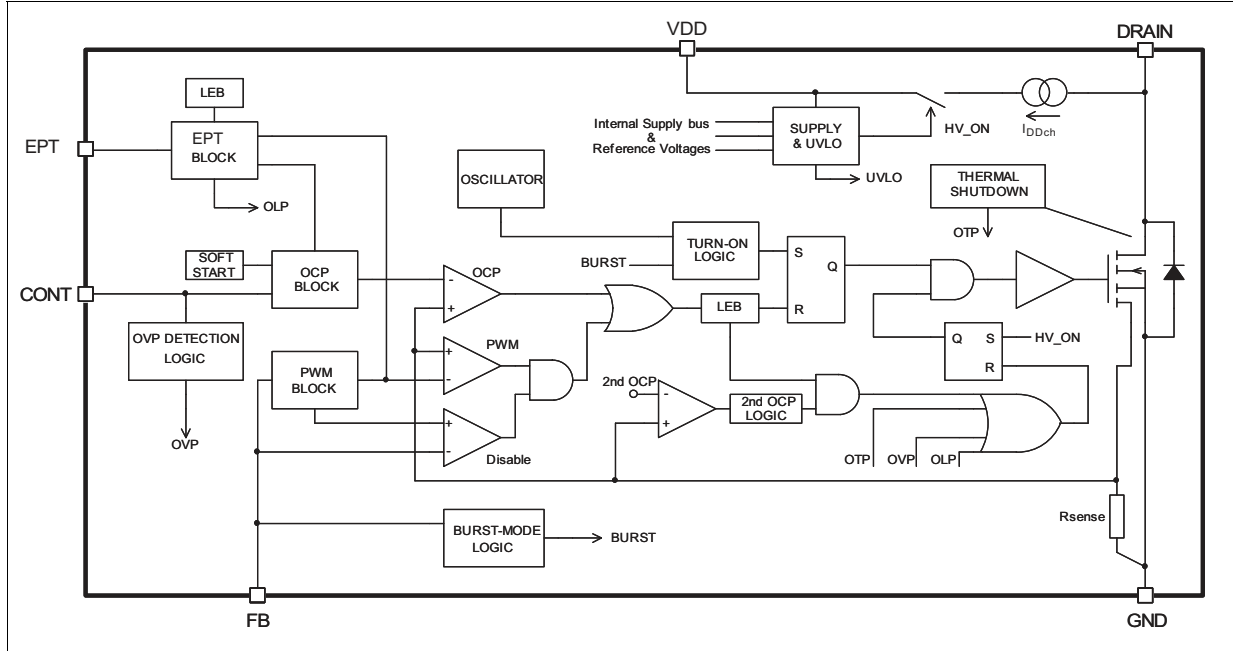 VDD
DRAIN
LEB
EPT
EPT
BLOCK
OLP
Internal Supply bus
&
Reference Voltages
SUPPLY
& UVLO
HV_ON
IDDch
UVLO
OSCILLATOR
THERMAL
SHUTDOWN
OTP
SOFT
START
OCP
BLOCK
CONT
OCP
-
+
BURST
TURN-ON
LOGIC
S
Q
R
LEB
OVP DETECTION
LOGIC
OVP
PWM
BLOCK
PWM
+
-
+
-
Disable
2nd OCP
-
+
2nd OCP
LOGIC
Q
S
R
HV_ON
OTP
OVP
OLP
BURST-MODE
LOGIC
BURST
Rsense
FB
GND